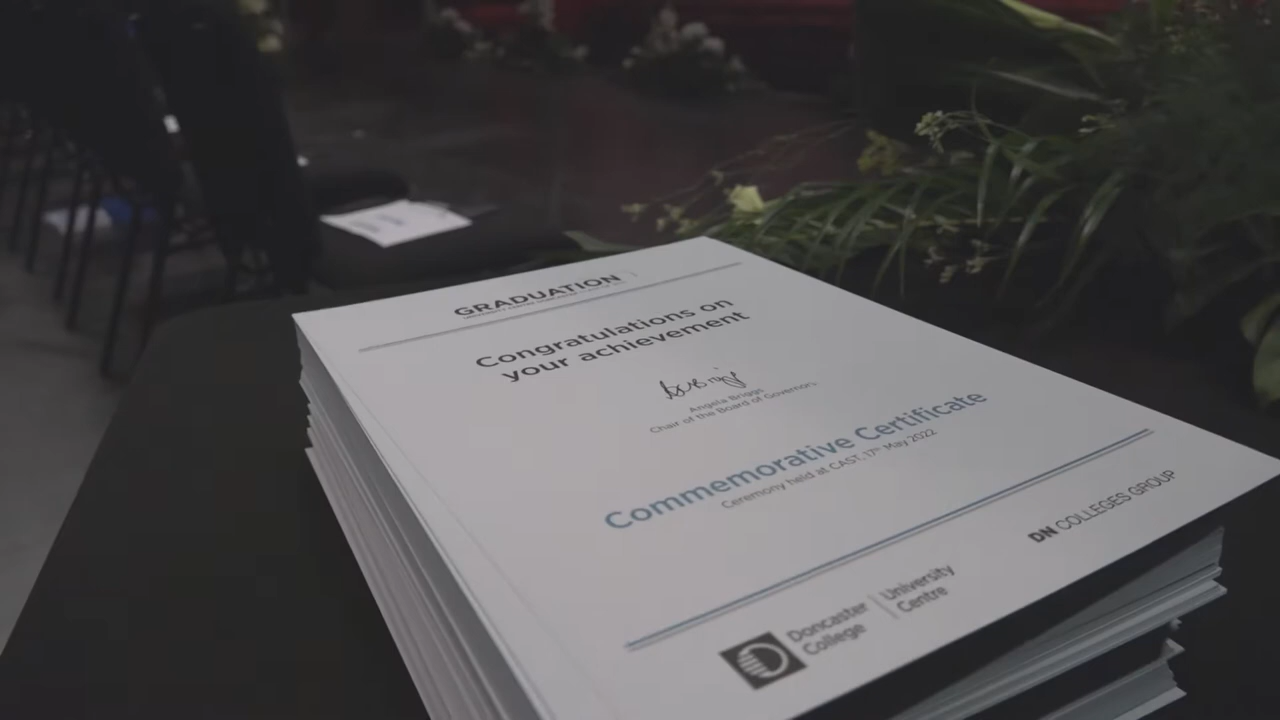 GRADUATION
Congratulations on
your achievement
Angela Briggs
Chair of the Board of Governors
Commemorative Certificate
Ceremony held at CAST, 17th May 2022
DN COLLEGES GROUP
Doncaster
College
University
Centre